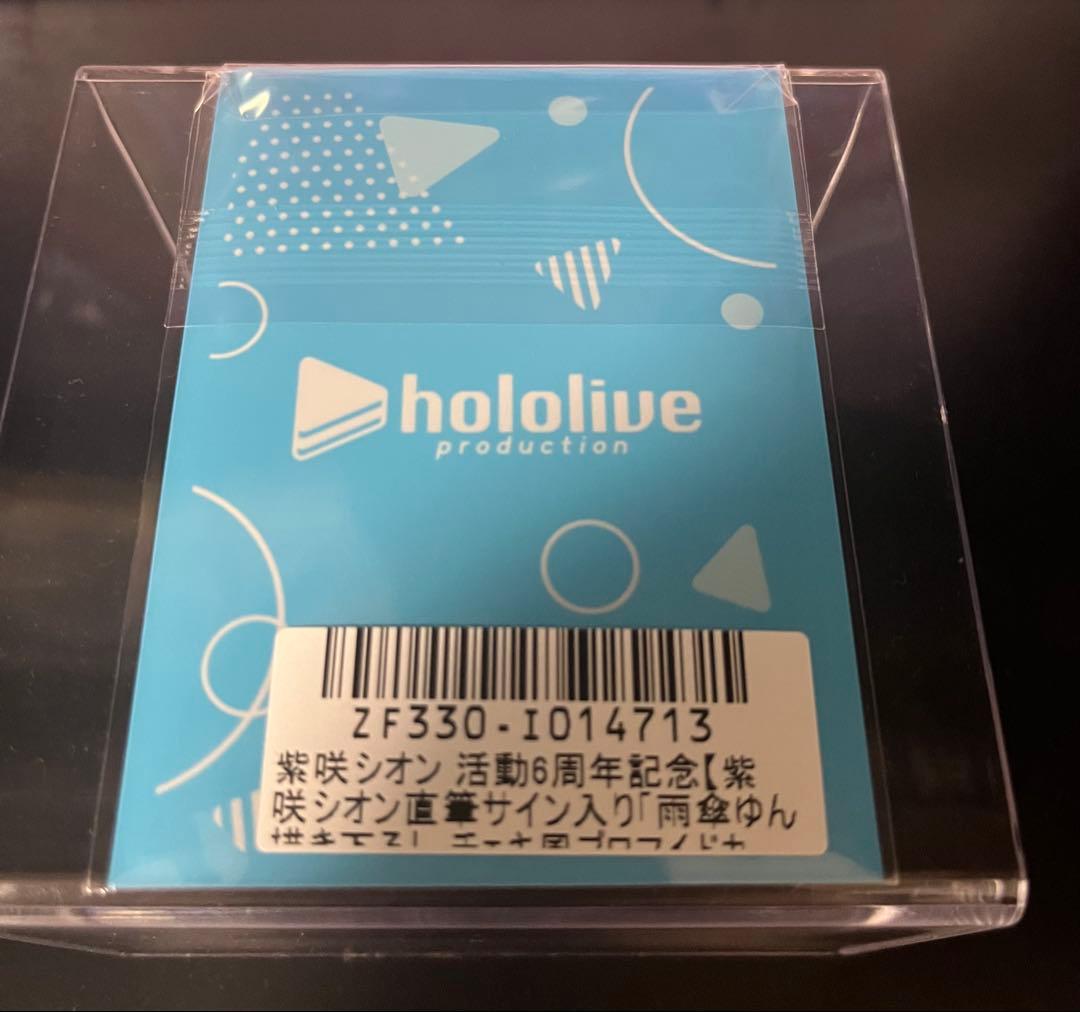 hololive
production
ZF330-I014713
紫咲シオン 活動6周年記念【紫
咲シオン直筆サイン入り「雨傘ゆん